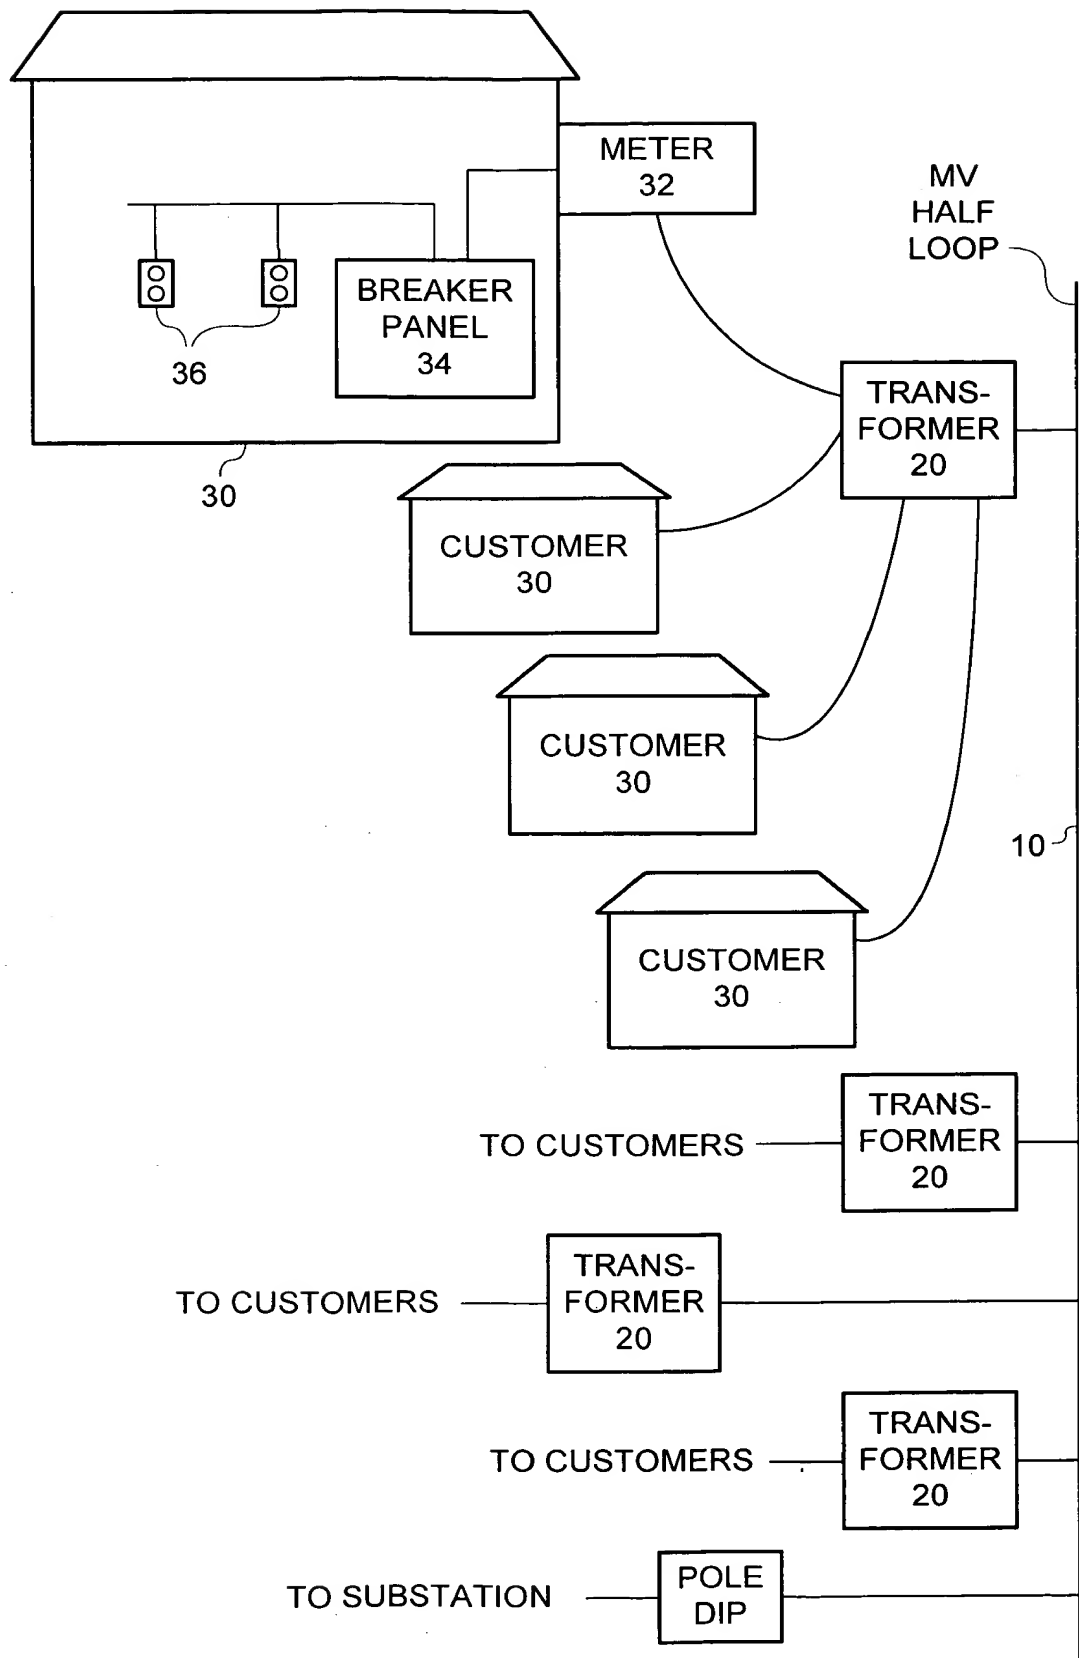 METER
32
MV
HALF
LOOP
BREAKER
PANEL
34
36
30
TRANS-
FORMER
20
CUSTOMER
30
CUSTOMER
30
10
CUSTOMER
30
TRANS-
FORMER
20
TO CUSTOMERS
TRANS-
FORMER
20
TO CUSTOMERS
TRANS-
FORMER
20
TO CUSTOMERS
POLE
DIP
TO SUBSTATION